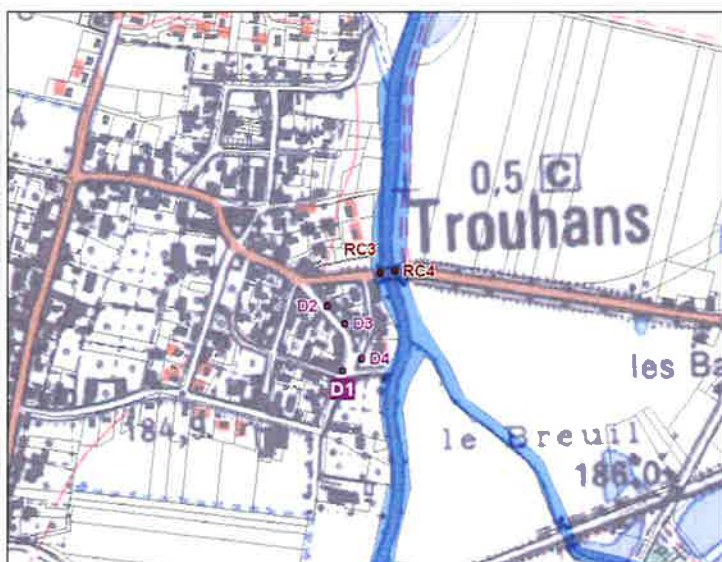 0,5 C
Trouhans
RC3
RC4
D2
D3
D4
D1
les Ba
184,9
le Breuil
186,0